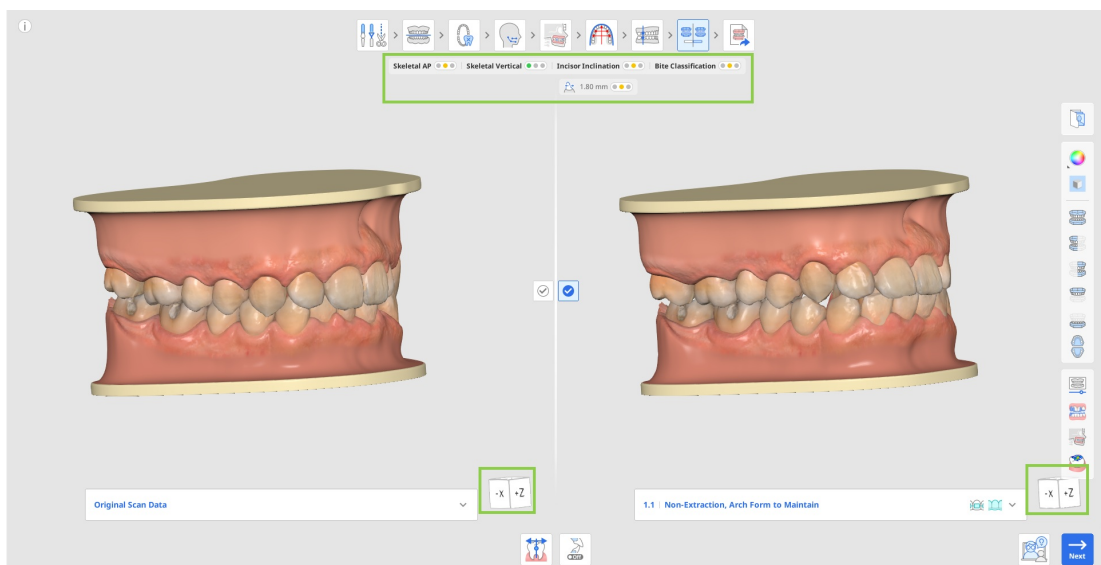 Skeletal AP Skeletal Vertical Incisor Inclination Bite Classification
1.80 mm
-X +Z
-X +Z
Original Scan Data
1.1 Non-Extraction, Arch Form to Maintain
Off
Next